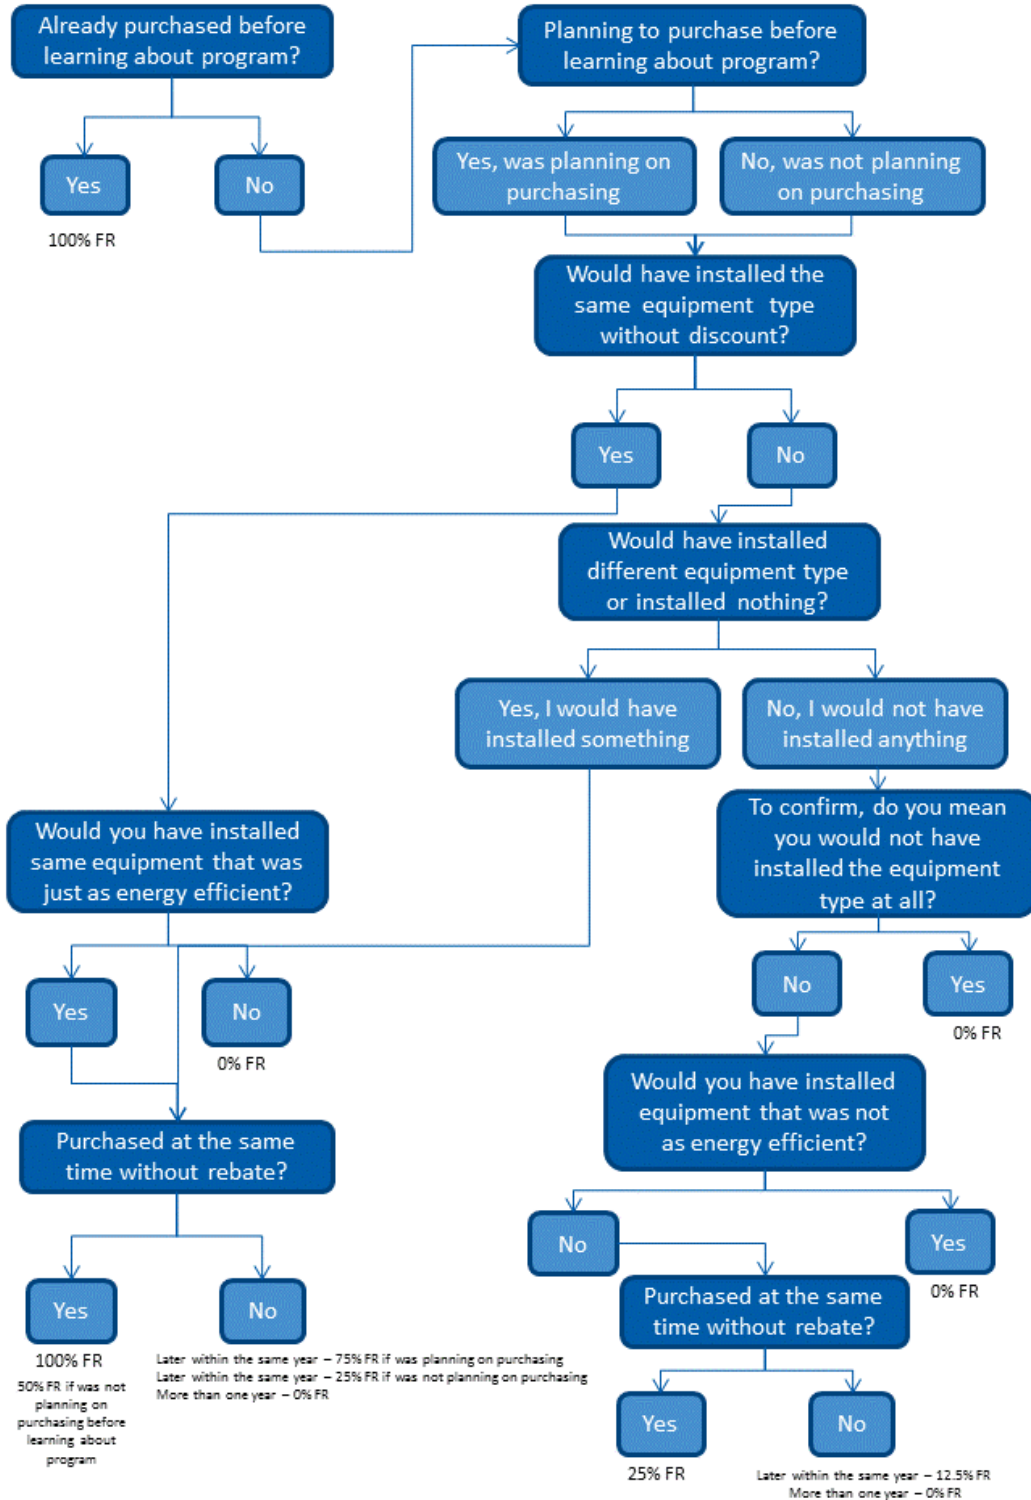 Already purchased before
learning about program?
Planning to purchase before
learning about program?
Yes
No
Yes, was planning on
purchasing
No, was not planning
on purchasing
100% FR
Would have installed the
same equipment type
without discount?
Yes
No
Would have installed
different equipment type
or installed nothing?
Yes, I would have
installed something
No, I would not have
installed anything
Would you have installed
same equipment that was
just as energy efficient?
To confirm, do you mean
you would not have
installed the equipment
type at all?
Yes
No
0% FR
No
Yes
0% FR
Would you have installed
equipment that was not
as energy efficient?
Purchased at the same
time without rebate?
No
Yes
0% FR
Yes
No
100% FR
50% FR if was not
planning on
purchasing before
learning about
program
Later within the same year – 75% FR if was planning on purchasing
Later within the same year – 25% FR if was not planning on purchasing
More than one year – 0% FR
Purchased at the same
time without rebate?
Yes
No
25% FR
Later within the same year – 12.5% FR
More than one year – 0% FR